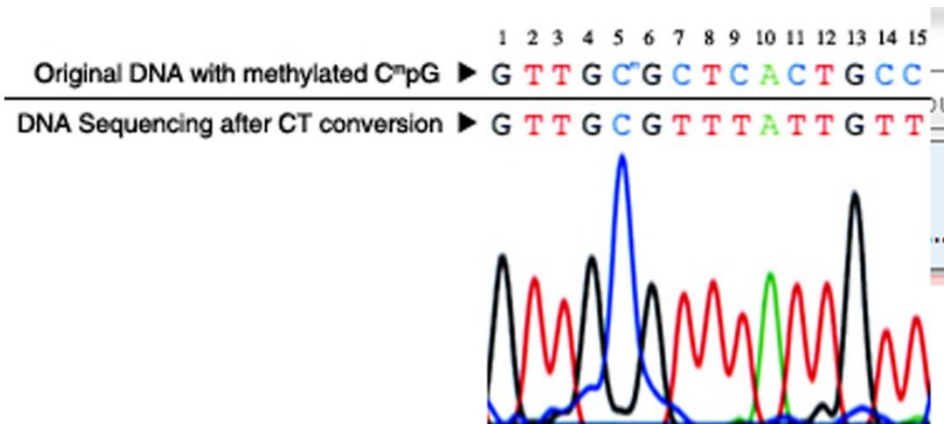 1 2 3 4 5 6 7 8 9 10 11 12 13 14 15
Original DNA with methylated CᵐpG ▶ G T T G Cᵐ G C T C A C T G C C
DNA Sequencing after CT conversion ▶ G T T G C G T T T A T T G T T